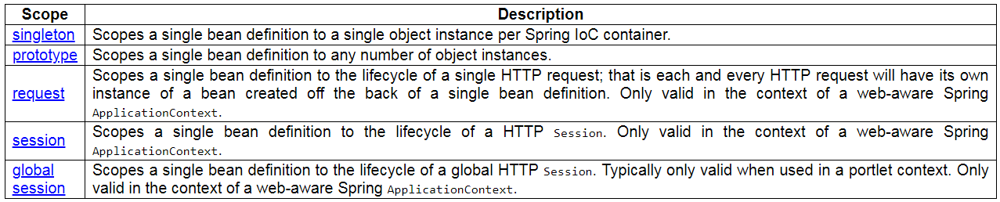 Scope Description
singleton Scopes a single bean definition to a single object instance per Spring IoC container.
prototype Scopes a single bean definition to any number of object instances.
Scopes a single bean definition to the lifecycle of a single HTTP request; that is each and every HTTP request will have its own
request instance of a bean created off the back of a single bean definition. Only valid in the context of a web-aware Spring
ApplicationContext.
session Scopes a single bean definition to the lifecycle of a HTTP Session. Only valid in the context of a web-aware Spring
ApplicationContext.
global Scopes a single bean definition to the lifecycle of a global HTTP Session. Typically only valid when used in a portlet context. Only
session valid in the context of a web-aware Spring ApplicationContext.